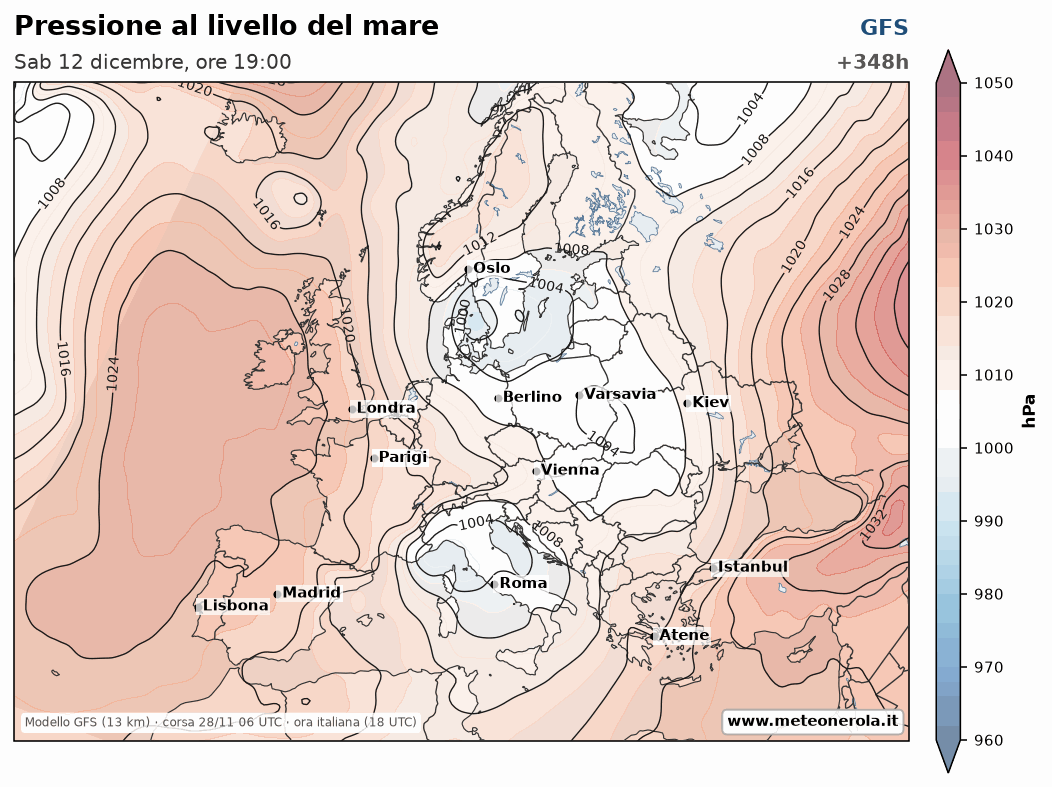 Pressione al livello del mare
GFS
Sab 12 dicembre, ore 19:00
+348h
1020
1004
1008
1008
1016
1016
1024
1012
1008
1020
Oslo
1004
1028
1000
1020
1016
1024
Londra
Berlino
Varsavia
Kiev
1004
Parigi
Vienna
1004
1008
1032
Istanbul
Roma
Madrid
Lisbona
Atene
Modello GFS (13 km) · corsa 28/11 06 UTC · ora italiana (18 UTC)
www.meteonerola.it
1050
1040
1030
1020
1010
1000
990
980
970
960
hPa